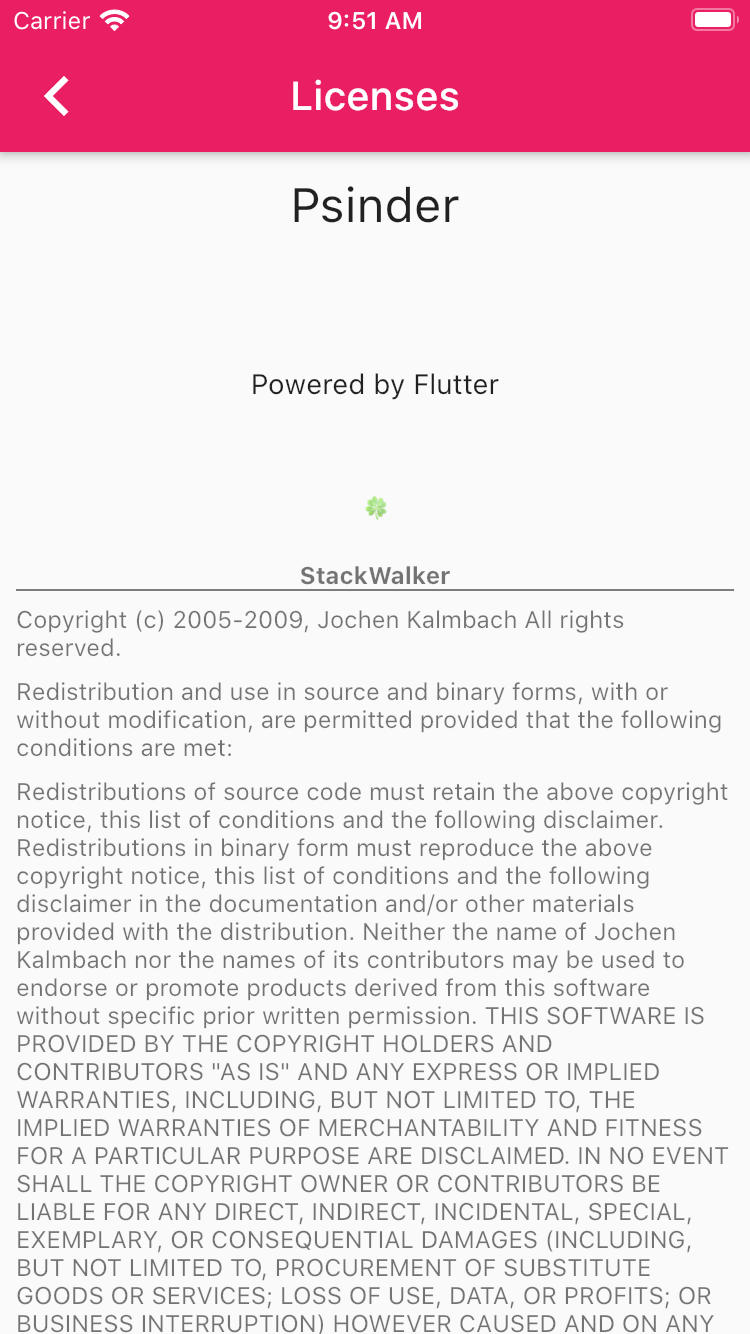 Carrier
9:51 AM
Licenses
Psinder
Powered by Flutter
StackWalker
Copyright (c) 2005-2009, Jochen Kalmbach All rights
reserved.
Redistribution and use in source and binary forms, with or
without modification, are permitted provided that the following
conditions are met:
Redistributions of source code must retain the above copyright
notice, this list of conditions and the following disclaimer.
Redistributions in binary form must reproduce the above
copyright notice, this list of conditions and the following
disclaimer in the documentation and/or other materials
provided with the distribution. Neither the name of Jochen
Kalmbach nor the names of its contributors may be used to
endorse or promote products derived from this software
without specific prior written permission. THIS SOFTWARE IS
PROVIDED BY THE COPYRIGHT HOLDERS AND
CONTRIBUTORS "AS IS" AND ANY EXPRESS OR IMPLIED
WARRANTIES, INCLUDING, BUT NOT LIMITED TO, THE
IMPLIED WARRANTIES OF MERCHANTABILITY AND FITNESS
FOR A PARTICULAR PURPOSE ARE DISCLAIMED. IN NO EVENT
SHALL THE COPYRIGHT OWNER OR CONTRIBUTORS BE
LIABLE FOR ANY DIRECT, INDIRECT, INCIDENTAL, SPECIAL,
EXEMPLARY, OR CONSEQUENTIAL DAMAGES (INCLUDING,
BUT NOT LIMITED TO, PROCUREMENT OF SUBSTITUTE
GOODS OR SERVICES; LOSS OF USE, DATA, OR PROFITS; OR
BUSINESS INTERRUPTION) HOWEVER CAUSED AND ON ANY